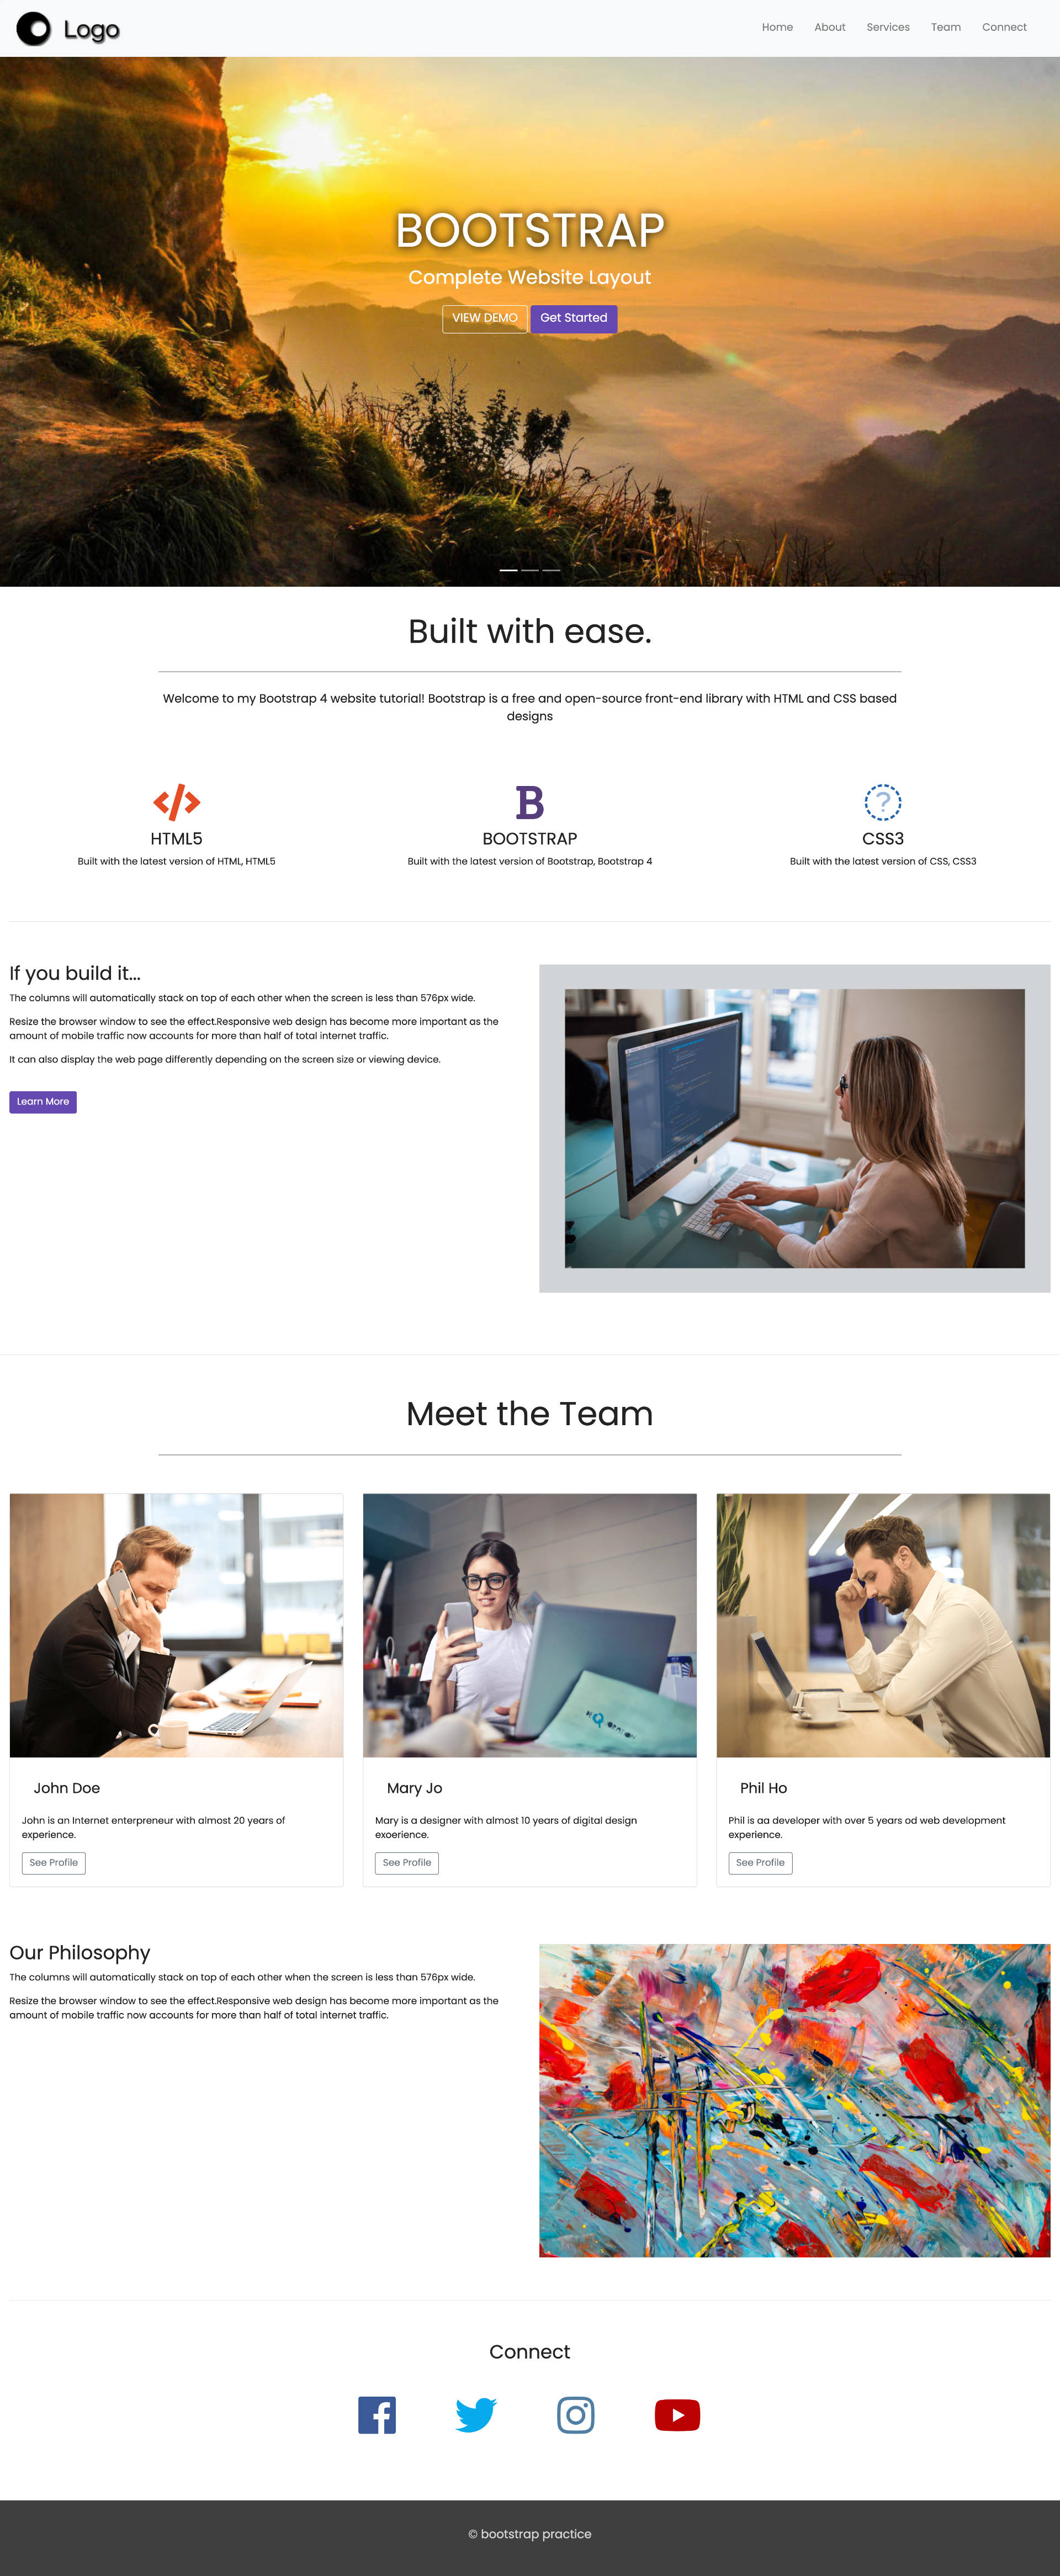 Logo
Home About Services Team Connect
BOOTSTRAP
Complete Website Layout
VIEW DEMO Get Started
Built with ease.
Welcome to my Bootstrap 4 website tutorial! Bootstrap is a free and open-source front-end library with HTML and CSS based
designs
B
HTML5
Built with the latest version of HTML, HTML5
BOOTSTRAP
Built with the latest version of Bootstrap, Bootstrap 4
?
CSS3
Built with the latest version of CSS, CSS3
If you build it...
The columns will automatically stack on top of each other when the screen is less than 576px wide.
Resize the browser window to see the effect.Responsive web design has become more important as the
amount of mobile traffic now accounts for more than half of total internet traffic.
It can also display the web page differently depending on the screen size or viewing device.
Learn More
Meet the Team
John Doe
John is an Internet enterpreneur with almost 20 years of
experience.
See Profile
Mary Jo
Mary is a designer with almost 10 years of digital design
exoerience.
See Profile
Phil Ho
Phil is aa developer with over 5 years od web development
experience.
See Profile
Our Philosophy
The columns will automatically stack on top of each other when the screen is less than 576px wide.
Resize the browser window to see the effect.Responsive web design has become more important as the
amount of mobile traffic now accounts for more than half of total internet traffic.
Connect
© bootstrap practice